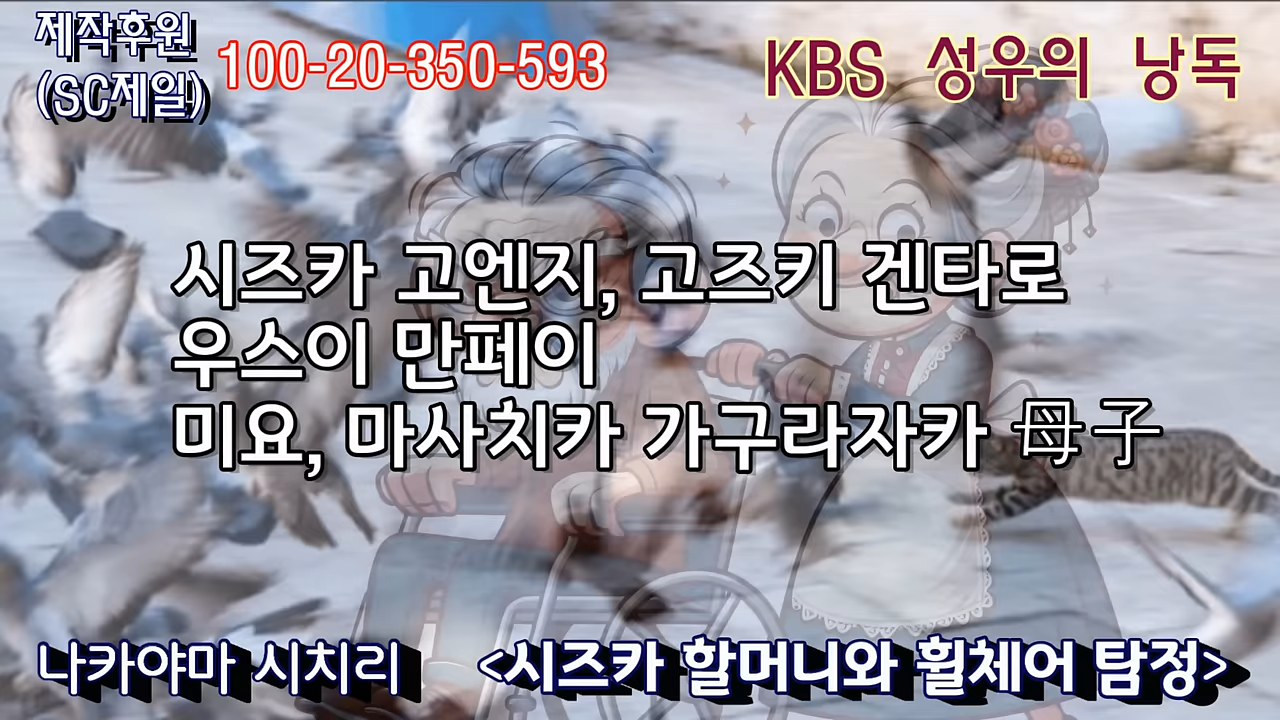 제작후원
(SC제일)
100-20-350-593
KBS 성우의 낭독
시즈카 고엔지, 고즈키 겐타로
우스이 만페이
미요, 마사치카 가구라자카 母子
나카야마 시치리 <시즈카 할머니와 휠체어 탐정>